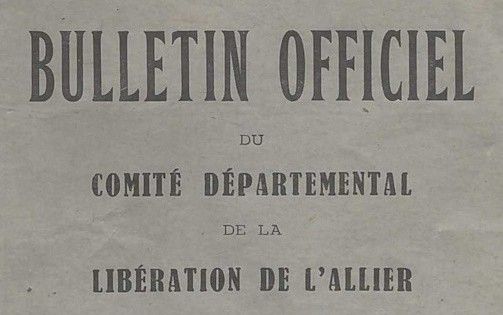 BULLETIN OFFICIEL
DU
COMITÉ DÉPARTEMENTAL
DE LA
LIBÉRATION DE L'ALLIER